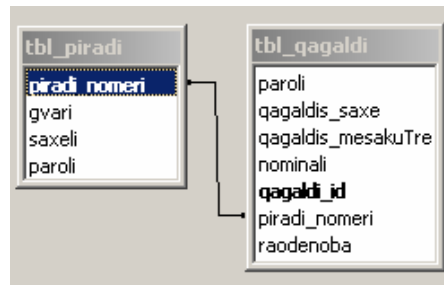 tbl_piradi
piradi_nomeri
gvari
saxeli
paroli
tbl_qagaldi
paroli
qagaldis_saxe
qagaldis_mesakuTre
nominali
qagaldi_id
piradi_nomeri
raodenoba